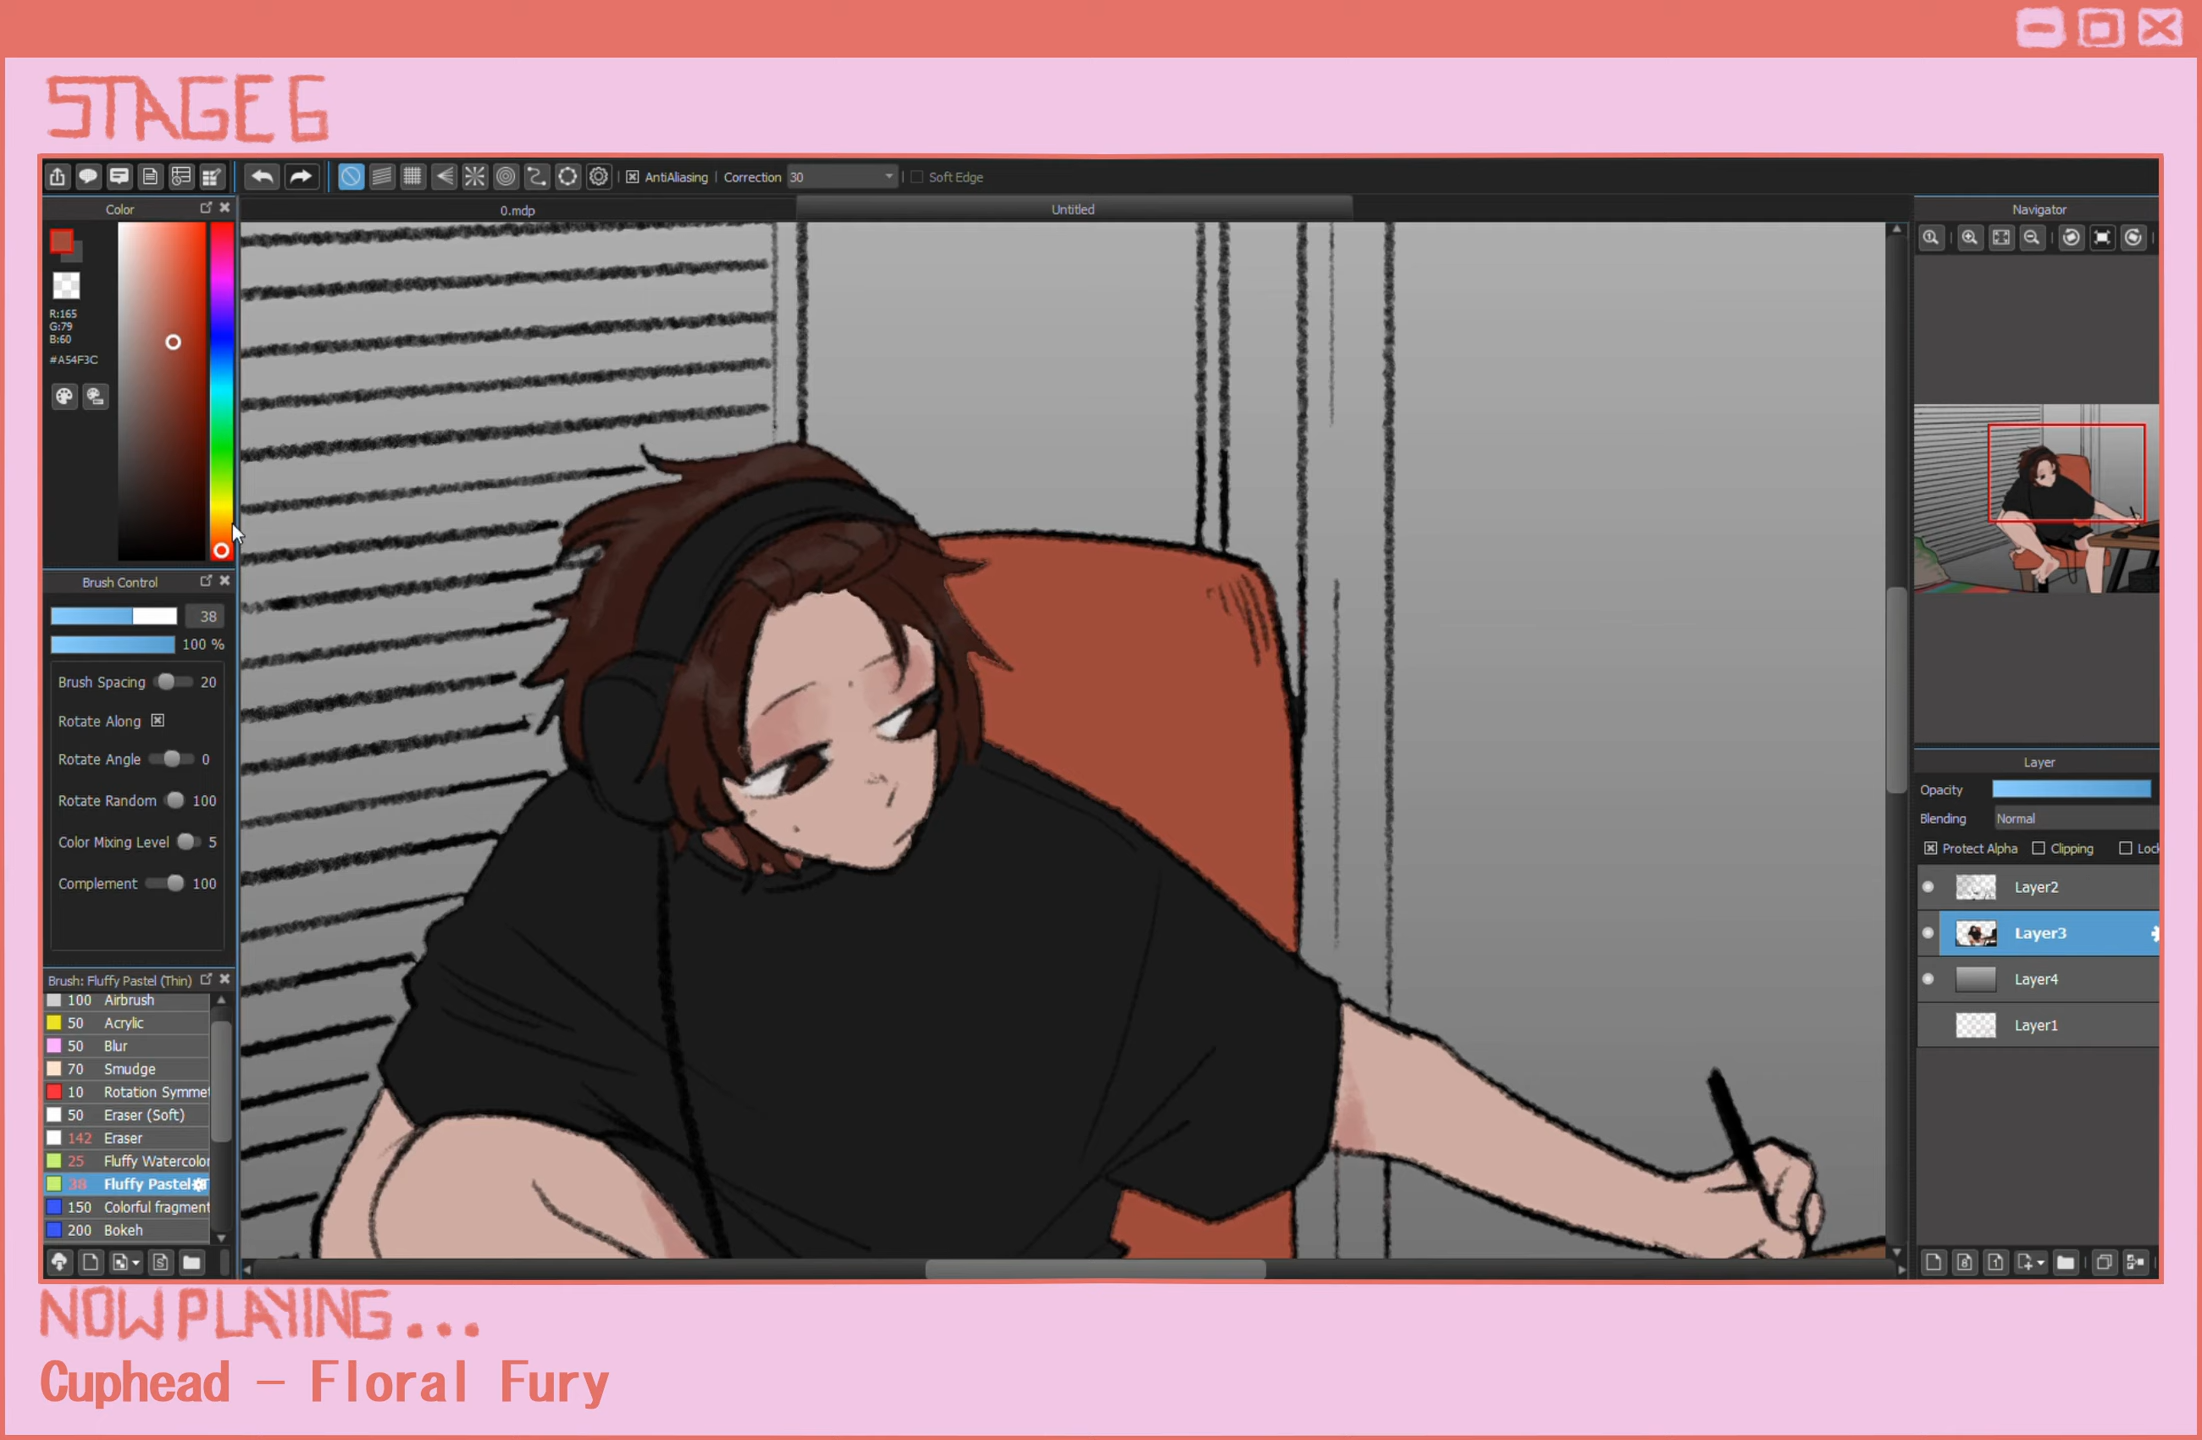 STAGE 6
AntiAliasing
Correction 30
Soft Edge
Color
0.mdp
Untitled
Navigator
R:165
G:79
B:60
#A54F3C
Brush Control
38
100 %
Brush Spacing 20
Rotate Along
Rotate Angle 0
Rotate Random 100
Color Mixing Level 5
Complement 100
Brush: Fluffy Pastel (Thin)
100 Airbrush
50 Acrylic
50 Blur
70 Smudge
10 Rotation Symmet
50 Eraser (Soft)
142 Eraser
25 Fluffy Watercolor
38 Fluffy Pastel
150 Colorful fragment
200 Bokeh
Layer
Opacity
Blending Normal
Protect Alpha Clipping Lock
Layer2
Layer3
Layer4
Layer1
NOW PLAYING...
Cuphead - Floral Fury